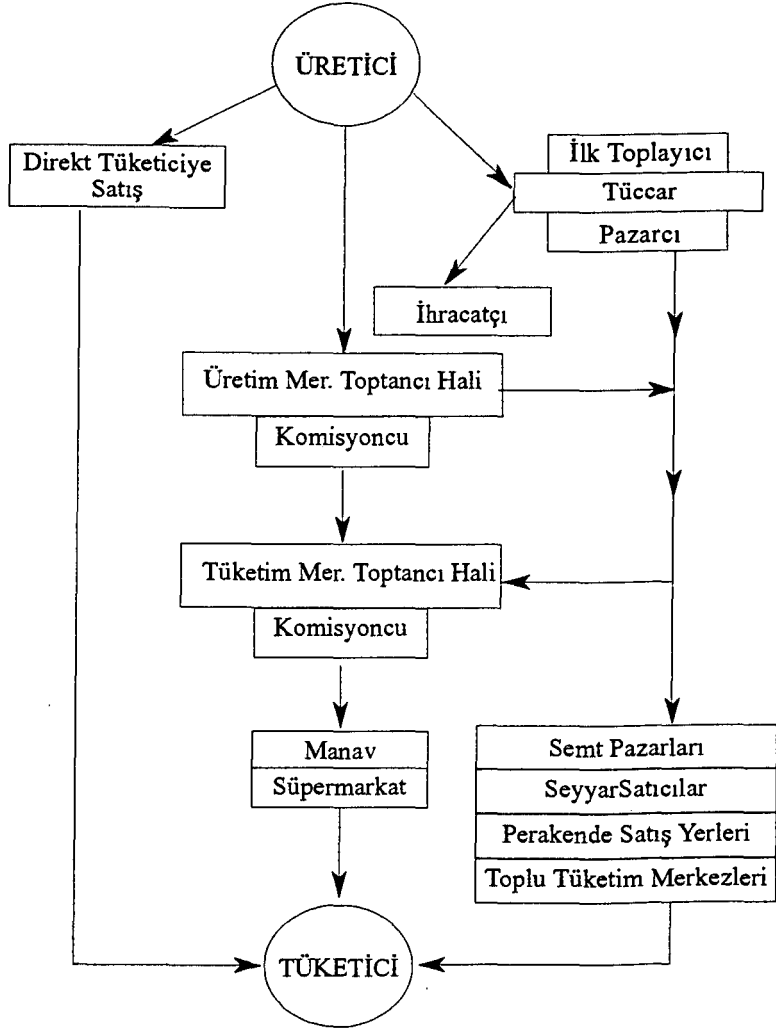 ÜRETİCİ
Direkt Tüketiciye
Satış
İlk Toplayıcı
Tüccar
Pazarcı
İhracatçı
Üretim Mer. Toptancı Hali
Komisyoncu
Tüketim Mer. Toptancı Hali
Komisyoncu
Manav
Süpermarkat
Semt Pazarları
SeyyarSatıcılar
Perakende Satış Yerleri
Toplu Tüketim Merkezleri
TÜKETİCİ